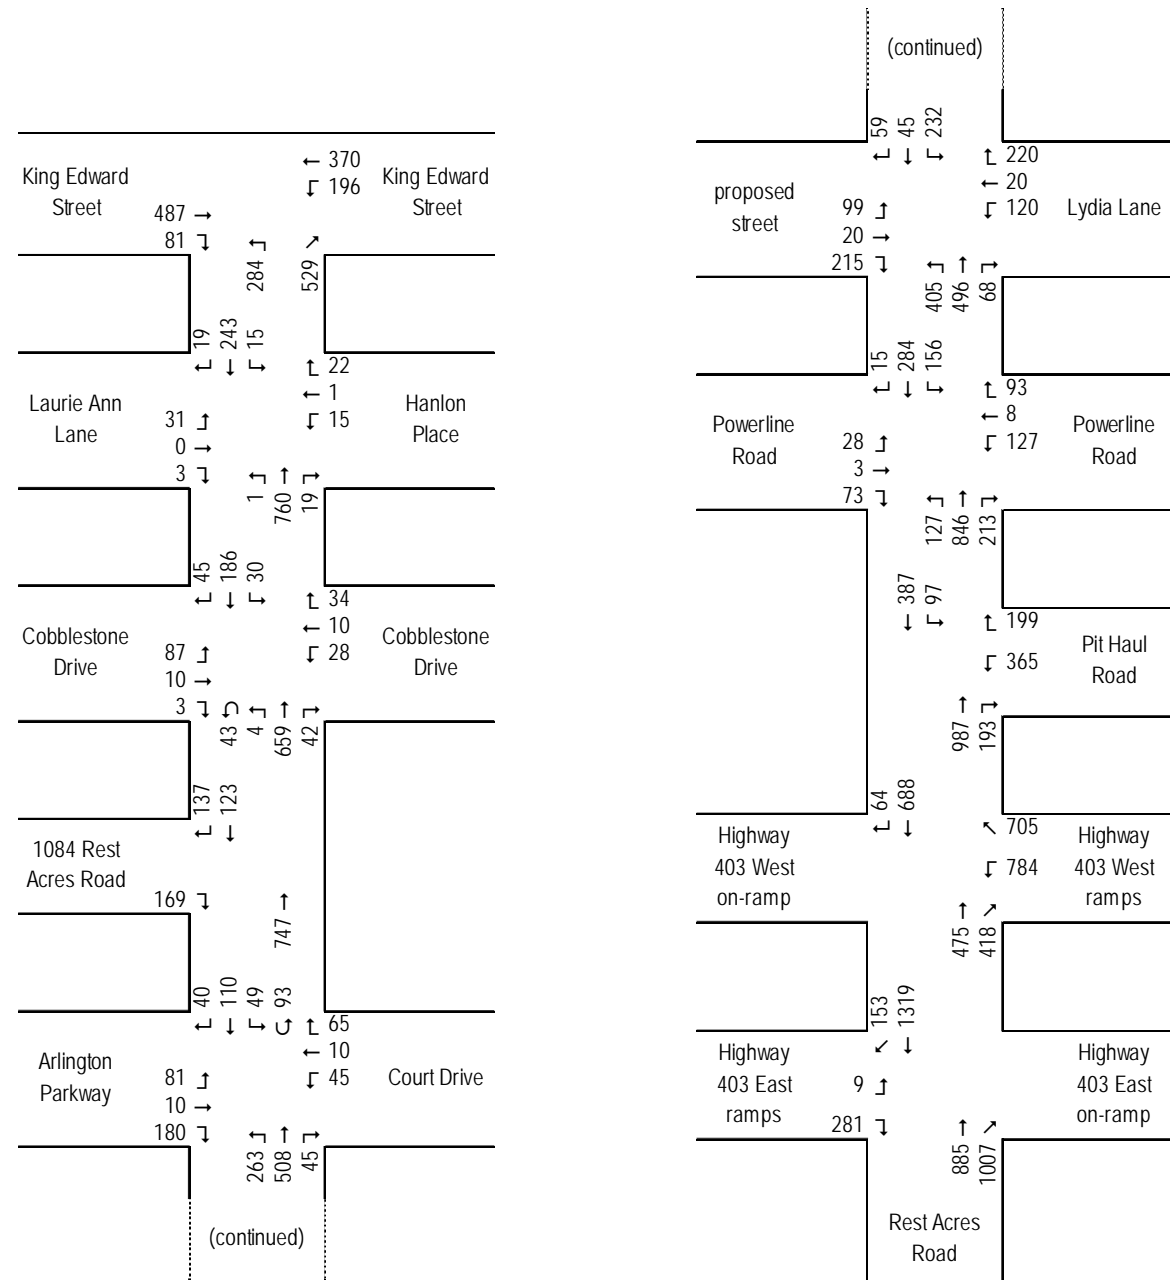 (continued)
← 370
King Edward
Street
┎ 196
King Edward
Street
487 →
81
284
529
19
243
15
22
← 1
15
Laurie Ann
Lane
Hanlon
Place
31
0 →
3
1
760
19
45
186
30
34
← 10
28
Cobblestone
Drive
Cobblestone
Drive
87
10 →
3
43
4
659
42
137
123
1084 Rest
Acres Road
169
747
40
110
49
93
65
← 10
45
Arlington
Parkway
Court Drive
81
10 →
180
263
508
45
(continued)
59
45
232
220
← 20
120
proposed
street
Lydia Lane
99
20 →
215
405
496
68
15
284
156
93
← 8
127
Powerline
Road
Powerline
Road
28
3 →
73
127
846
213
387
97
199
365
Pit Haul
Road
987
193
64
688
705
784
Highway
403 West
on-ramp
Highway
403 West
ramps
475
418
153
1319
Highway
403 East
ramps
Highway
403 East
on-ramp
9
281
885
1007
Rest Acres
Road